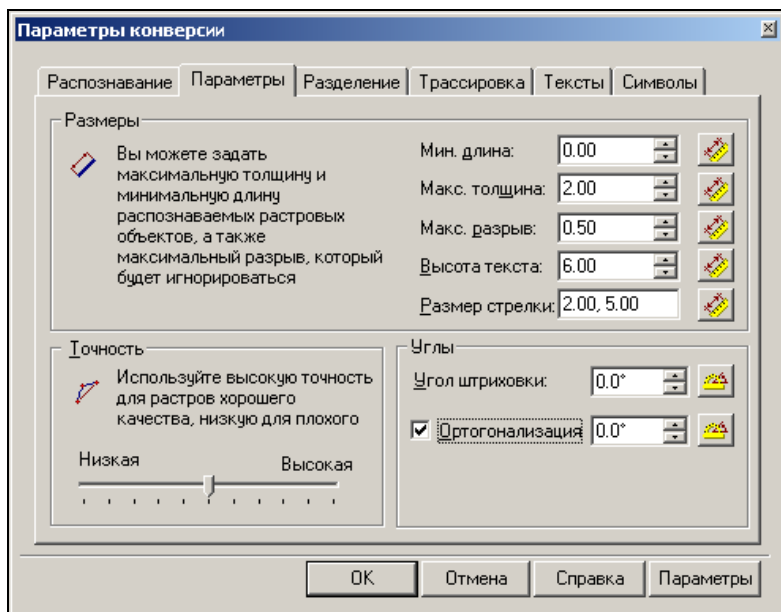 Параметры конверсии
Распознавание Параметры Разделение Трассировка Тексты Символы
Размеры
Вы можете задать
максимальную толщину и
минимальную длину
распознаваемых растровых
объектов, а также
максимальный разрыв, который
будет игнорироваться
Мин. длина: 0.00
Макс. толщина: 2.00
Макс. разрыв: 0.50
Высота текста: 6.00
Размер стрелки: 2.00, 5.00
Точность
Используйте высокую точность
для растров хорошего
качества, низкую для плохого
Низкая Высокая
Углы
Угол штриховки: 0.0°
Ортогонализация 0.0°
OK Отмена Справка Параметры